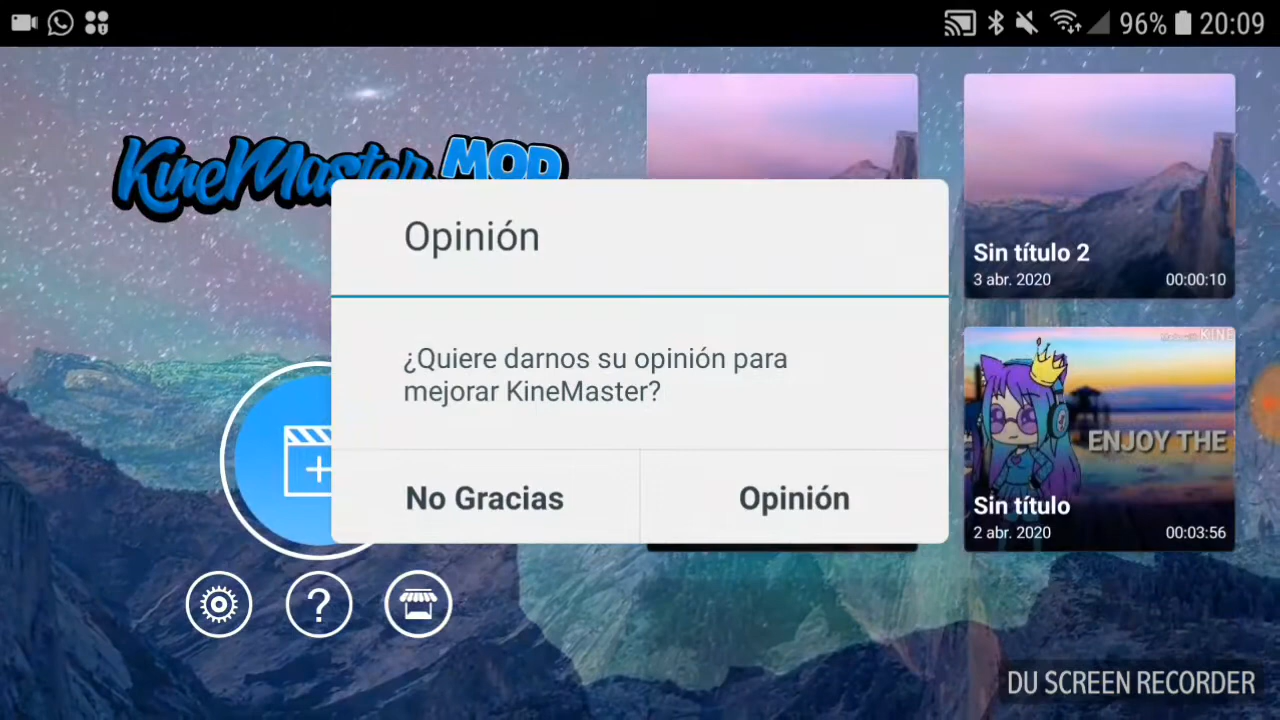 96% 20:09
KineMaster MOD
Opinión
¿Quiere darnos su opinión para
mejorar KineMaster?
No Gracias
Opinión
Sin título 2
3 abr. 2020 00:00:10
KINE
ENJOY THE
Sin título
2 abr. 2020 00:03:56
?
DU SCREEN RECORDER